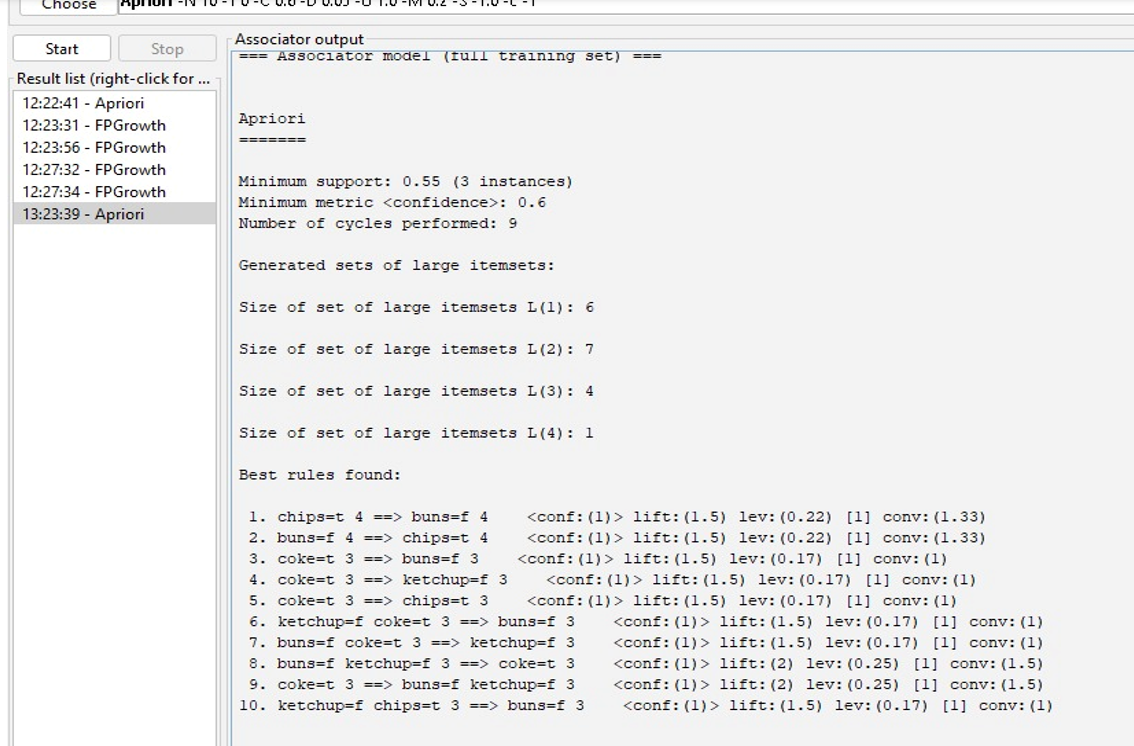 Choose Apriori -N 10 -T 0 -C 0.6 -D 0.05 -U 1.0 -M 0.2 -S -1.0 -c -1
Start Stop
Result list (right-click for ...
12:22:41 - Apriori
12:23:31 - FPGrowth
12:23:56 - FPGrowth
12:27:32 - FPGrowth
12:27:34 - FPGrowth
13:23:39 - Apriori
Associator output
=== Associator model (full training set) ===
Apriori
=======
Minimum support: 0.55 (3 instances)
Minimum metric <confidence>: 0.6
Number of cycles performed: 9
Generated sets of large itemsets:
Size of set of large itemsets L(1): 6
Size of set of large itemsets L(2): 7
Size of set of large itemsets L(3): 4
Size of set of large itemsets L(4): 1
Best rules found:
1. chips=t 4 ==> buns=f 4 <conf:(1)> lift:(1.5) lev:(0.22) [1] conv:(1.33)
2. buns=f 4 ==> chips=t 4 <conf:(1)> lift:(1.5) lev:(0.22) [1] conv:(1.33)
3. coke=t 3 ==> buns=f 3 <conf:(1)> lift:(1.5) lev:(0.17) [1] conv:(1)
4. coke=t 3 ==> ketchup=f 3 <conf:(1)> lift:(1.5) lev:(0.17) [1] conv:(1)
5. coke=t 3 ==> chips=t 3 <conf:(1)> lift:(1.5) lev:(0.17) [1] conv:(1)
6. ketchup=f coke=t 3 ==> buns=f 3 <conf:(1)> lift:(1.5) lev:(0.17) [1] conv:(1)
7. buns=f coke=t 3 ==> ketchup=f 3 <conf:(1)> lift:(1.5) lev:(0.17) [1] conv:(1)
8. buns=f ketchup=f 3 ==> coke=t 3 <conf:(1)> lift:(2) lev:(0.25) [1] conv:(1.5)
9. coke=t 3 ==> buns=f ketchup=f 3 <conf:(1)> lift:(2) lev:(0.25) [1] conv:(1.5)
10. ketchup=f chips=t 3 ==> buns=f 3 <conf:(1)> lift:(1.5) lev:(0.17) [1] conv:(1)